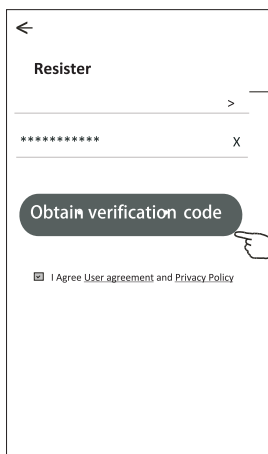 Resister
>
*********** X
Obtain verification code
I Agree User agreement and Privacy Policy